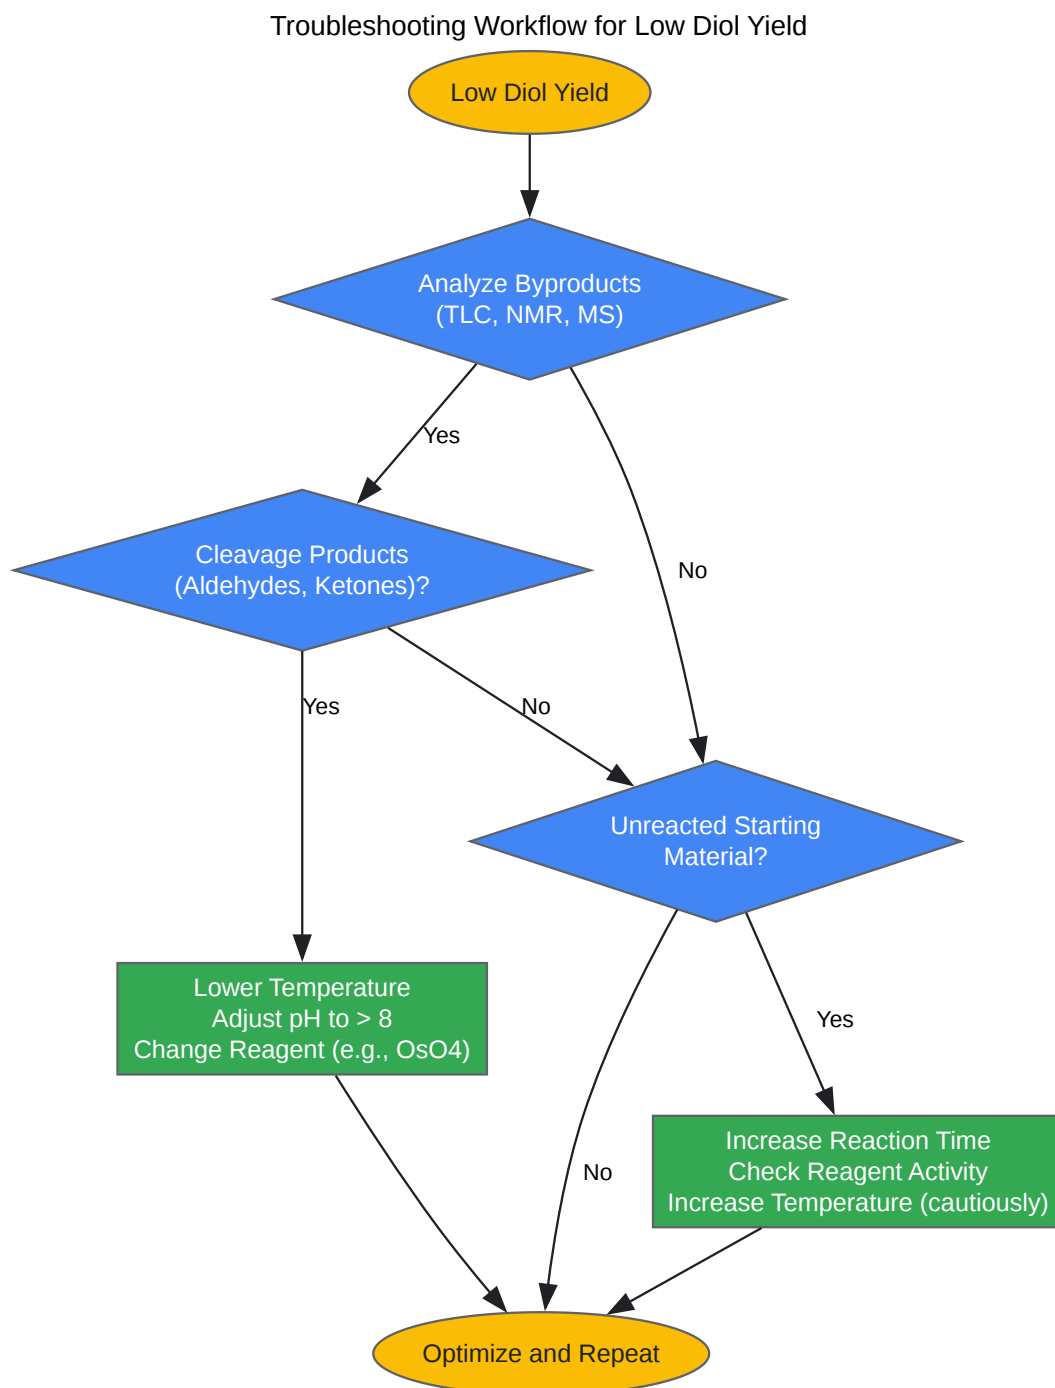 Troubleshooting Workflow for Low Diol Yield
Low Diol Yield
Analyze Byproducts
(TLC, NMR, MS)
Yes
Cleavage Products
(Aldehydes, Ketones)?
No
Yes
No
Unreacted Starting
Material?
Lower Temperature
Adjust pH to > 8
Change Reagent (e.g., OsO4)
Yes
Increase Reaction Time
Check Reagent Activity
Increase Temperature (cautiously)
No
Optimize and Repeat